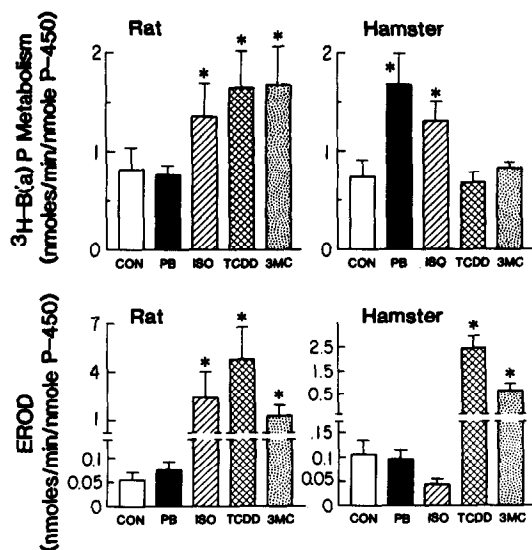 Rat
Hamster
³H-B(a) P Metabolism
(nmoles/min/nmole P-450)
2
1
0
*
*
*
CON PB ISO TCDD 3MC
2
1
0
*
*
CON PB ISO TCDD 3MC
Rat
Hamster
EROD
(nmoles/min/nmole P-450)
7
4
1
0.1
0.05
*
*
*
CON PB ISO TCDD 3MC
2.5
1.5
0.5
.15
0.1
0.05
*
*
CON PB ISO TCDD 3MC